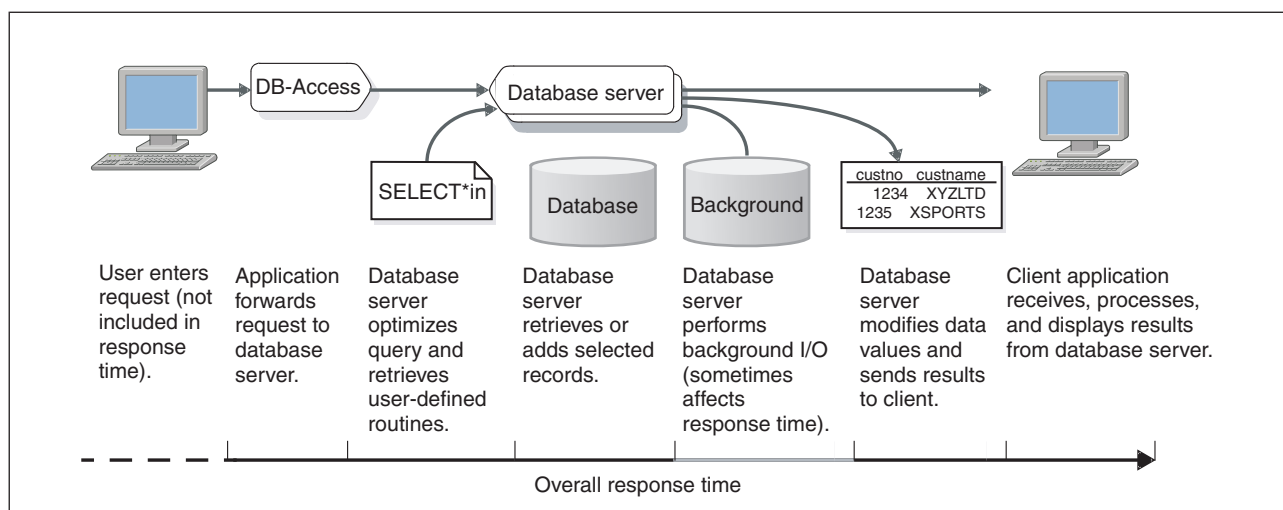 DB-Access
Database server
SELECT*in
Database
Background
custno custname
1234 XYZLTD
1235 XSPORTS
User enters
request (not
included in
response
time).
Application
forwards
request to
database
server.
Database
server
optimizes
query and
retrieves
user-defined
routines.
Database
server
retrieves or
adds selected
records.
Database
server
performs
background I/O
(sometimes
affects
response time).
Database
server
modifies data
values and
sends results
to client.
Client application
receives, processes,
and displays results
from database server.
Overall response time